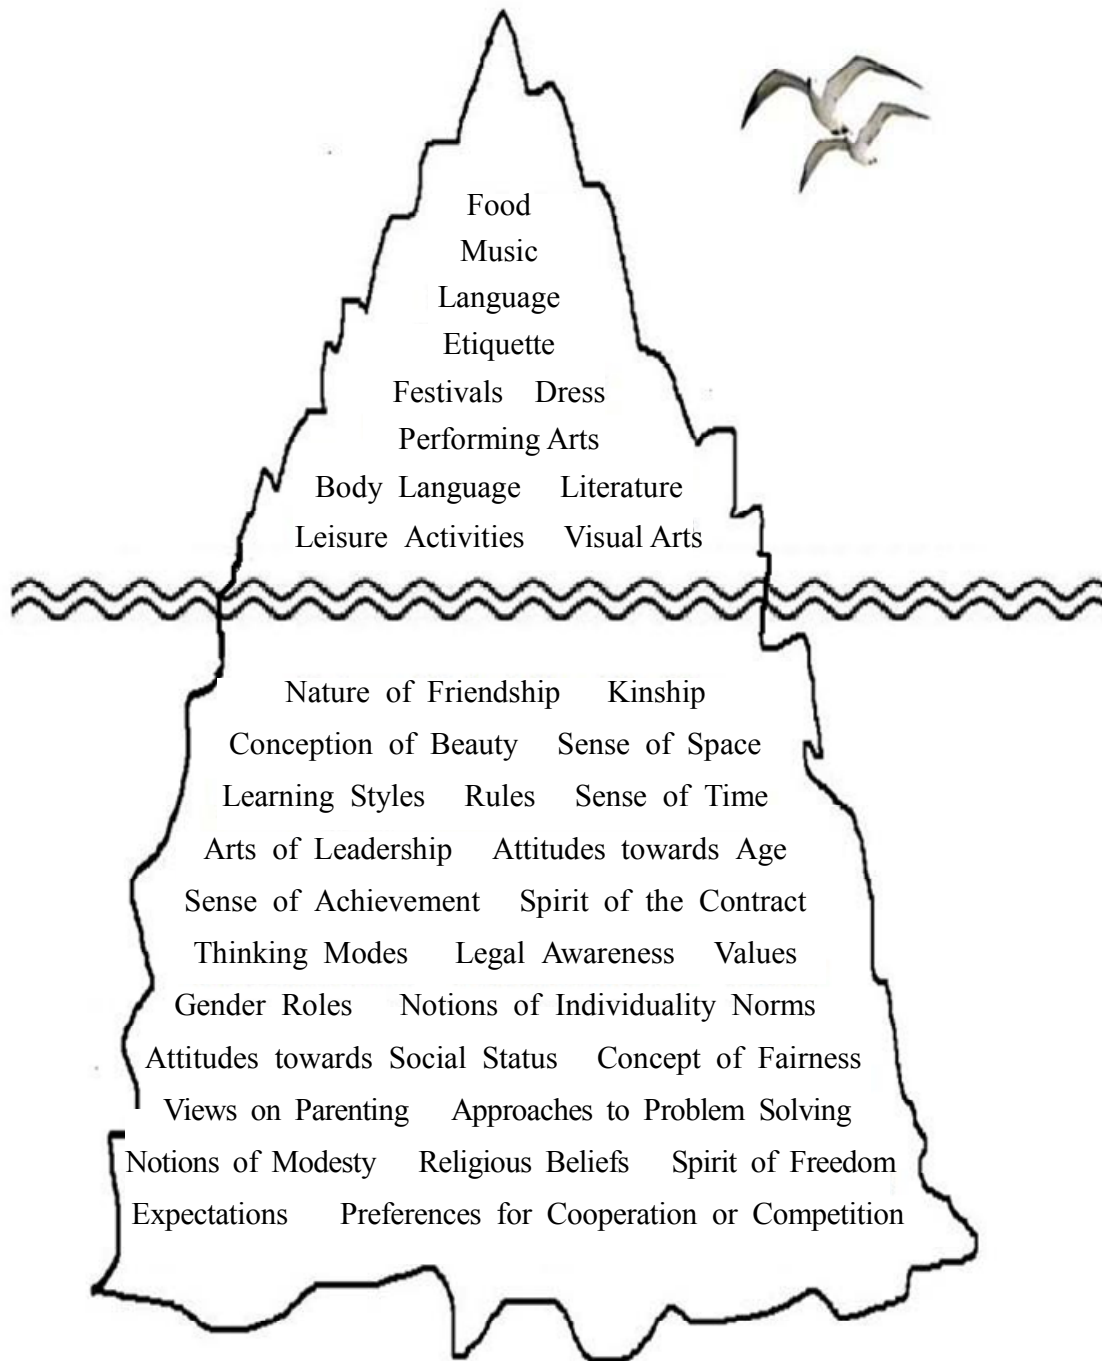 Food
Music
Language
Etiquette
Festivals Dress
Performing Arts
Body Language Literature
Leisure Activities Visual Arts
Nature of Friendship Kinship
Conception of Beauty Sense of Space
Learning Styles Rules Sense of Time
Arts of Leadership Attitudes towards Age
Sense of Achievement Spirit of the Contract
Thinking Modes Legal Awareness Values
Gender Roles Notions of Individuality Norms
Attitudes towards Social Status Concept of Fairness
Views on Parenting Approaches to Problem Solving
Notions of Modesty Religious Beliefs Spirit of Freedom
Expectations Preferences for Cooperation or Competition